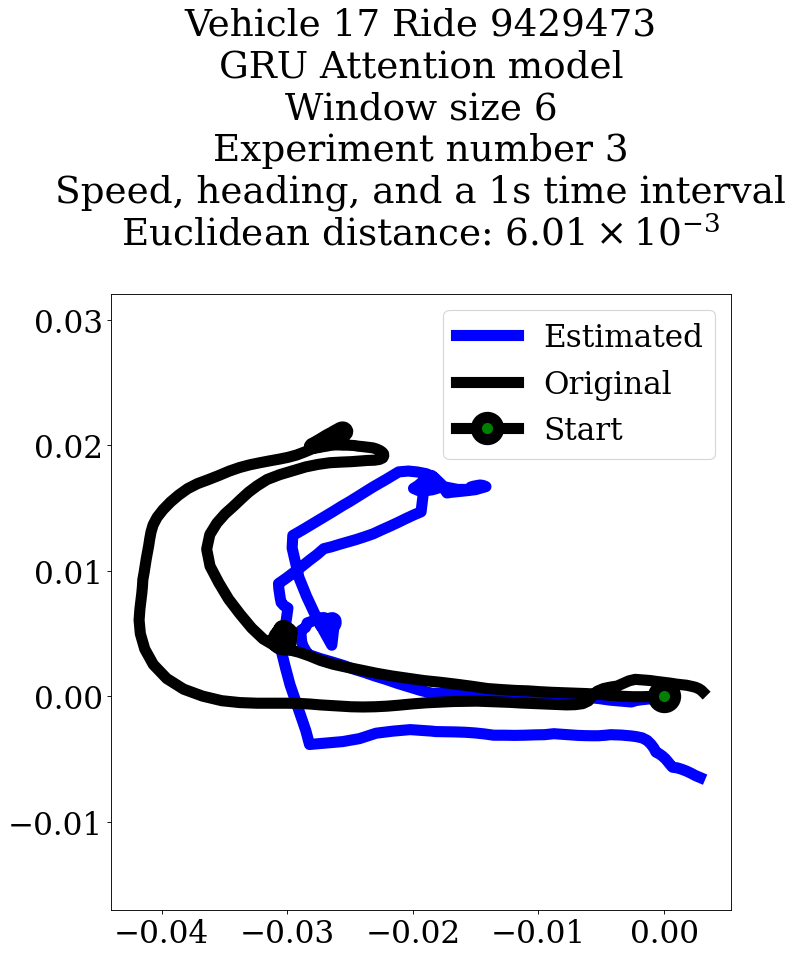 Vehicle 17 Ride 9429473
GRU Attention model
Window size 6
Experiment number 3
Speed, heading, and a 1s time interval
Euclidean distance: 6.01 × 10⁻³
Estimated
Original
Start
0.03
0.02
0.01
0.00
−0.01
−0.04
−0.03
−0.02
−0.01
0.00